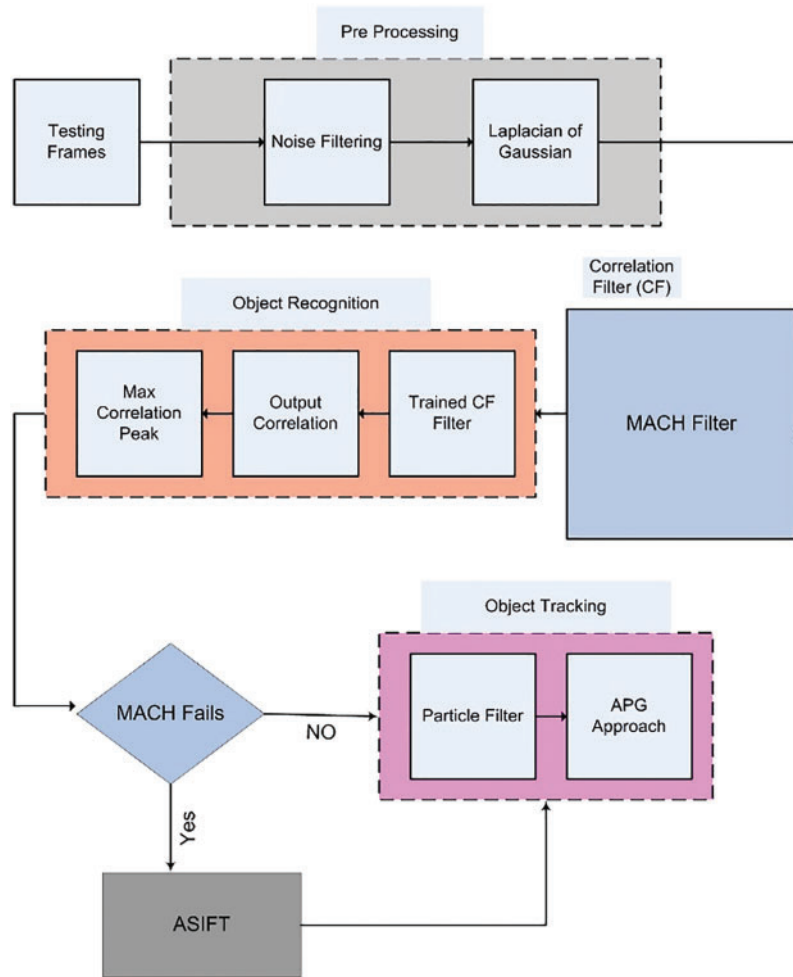 Pre Processing
Testing
Frames
Noise Filtering
Laplacian of
Gaussian
Correlation
Filter (CF)
MACH Filter
Object Recognition
Trained CF
Filter
Output
Correlation
Max
Correlation
Peak
MACH Fails
NO
Yes
Object Tracking
Particle Filter
APG
Approach
ASIFT